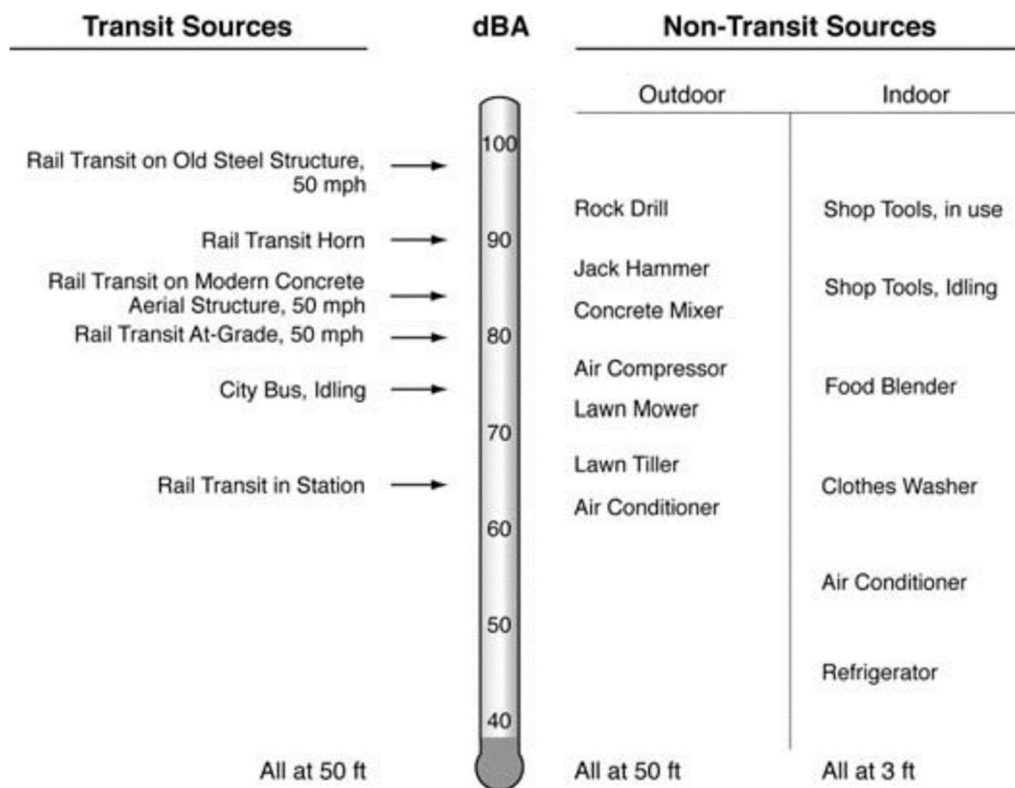 Transit Sources
dBA
Non-Transit Sources
Outdoor
Indoor
100
Rail Transit on Old Steel Structure,
50 mph
Rock Drill
Shop Tools, in use
Rail Transit Horn
90
Jack Hammer
Rail Transit on Modern Concrete
Aerial Structure, 50 mph
Shop Tools, Idling
Concrete Mixer
Rail Transit At-Grade, 50 mph
80
Air Compressor
City Bus, Idling
Food Blender
Lawn Mower
70
Lawn Tiller
Rail Transit in Station
Clothes Washer
Air Conditioner
60
Air Conditioner
50
Refrigerator
40
All at 50 ft
All at 50 ft
All at 3 ft